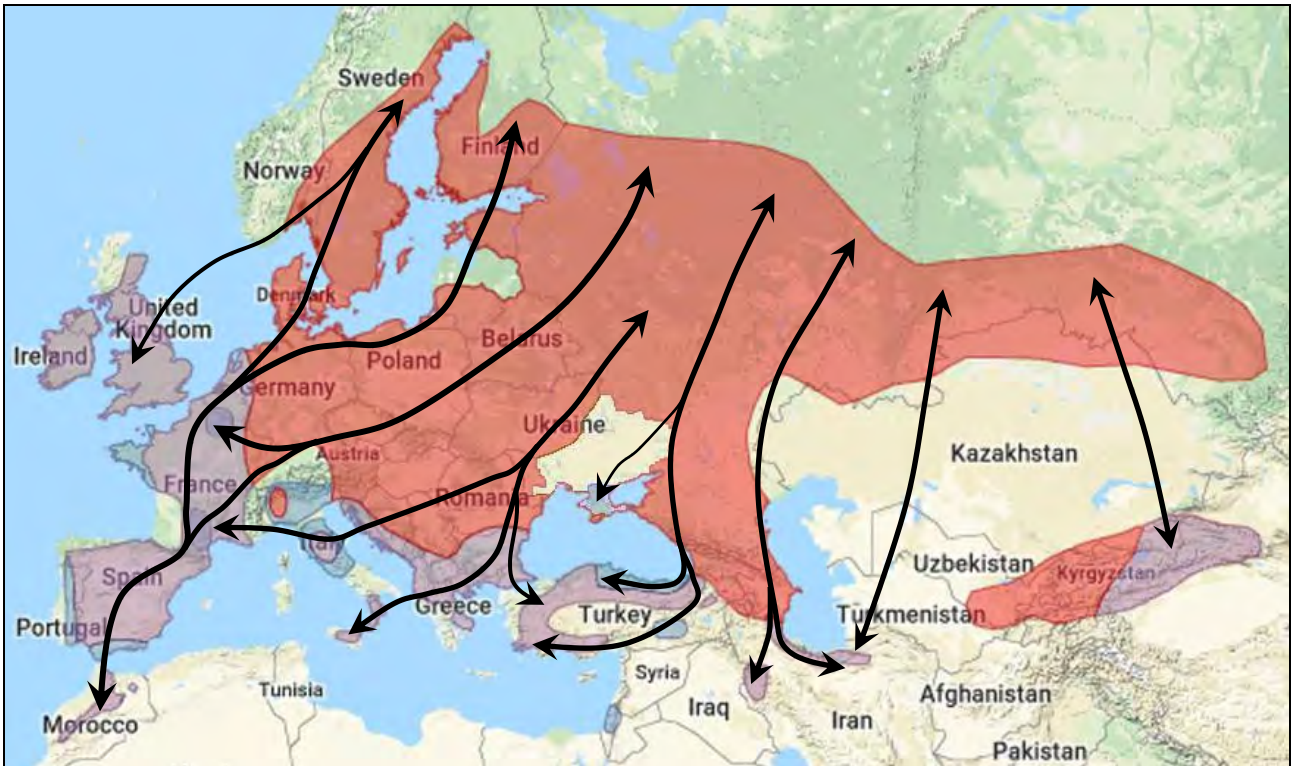 Sweden
Finland
Norway
Denmark
United
Kingdom
Ireland
Belarus
Poland
Germany
Ukraine
Austria
Kazakhstan
France
Romania
Italy
Uzbekistan
Kyrgyzstan
Spain
Greece
Turkey
Turkmenistan
Portugal
Syria
Tunisia
Afghanistan
Iraq
Iran
Morocco
Pakistan